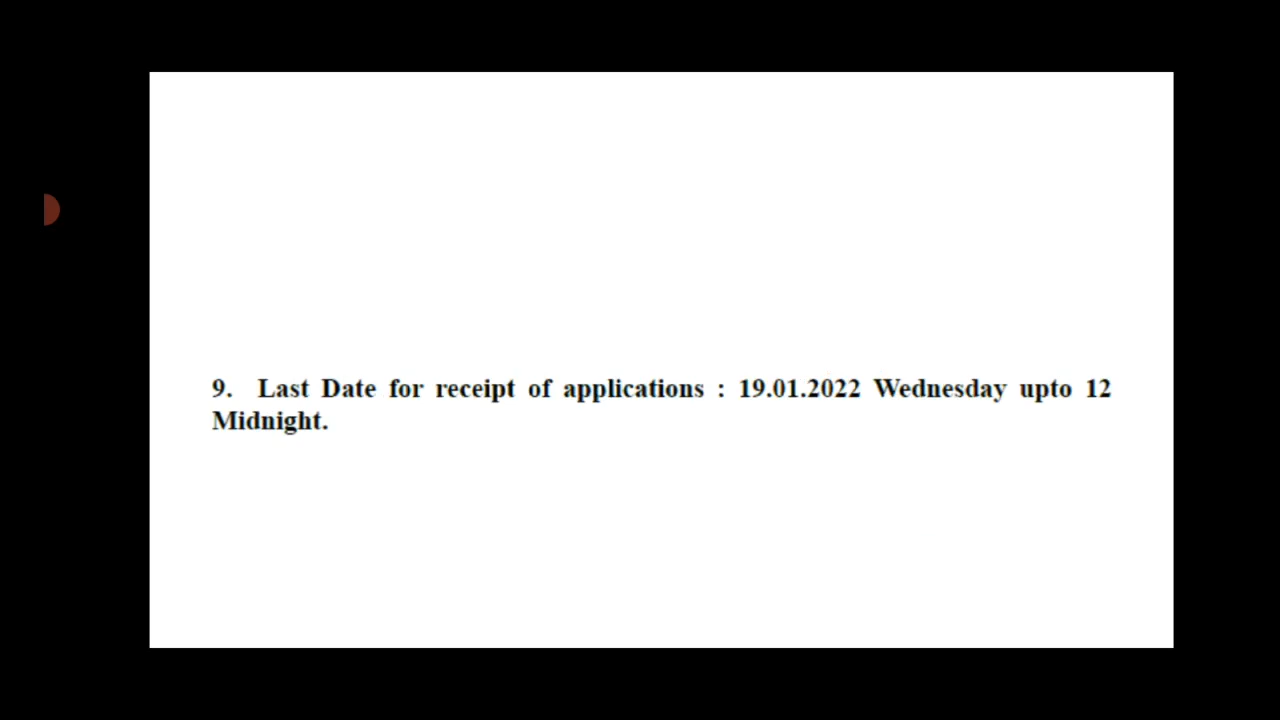 9. Last Date for receipt of applications : 19.01.2022 Wednesday upto 12
Midnight.